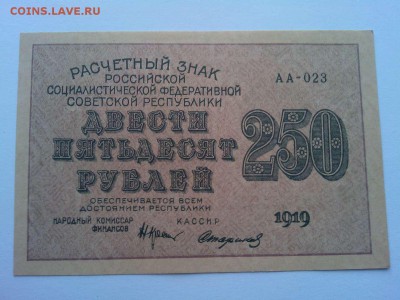 COINS.LAVE.RU
РАСЧЕТНЫЙ ЗНАК
РОССИЙСКОЙ
СОЦИАЛИСТИЧЕСКОЙ ФЕДЕРАТИВНОЙ
СОВЕТСКОЙ РЕСПУБЛИКИ
АА-023
ДВЕСТИ
ПЯТЬДЕСЯТ
РУБЛЕЙ
250
ОБЕСПЕЧИВАЕТСЯ ВСЕМ
ДОСТОЯНИЕМ РЕСПУБЛИКИ
НАРОДНЫЙ КОМИССАР
ФИНАНСОВ
КАССИР
1919